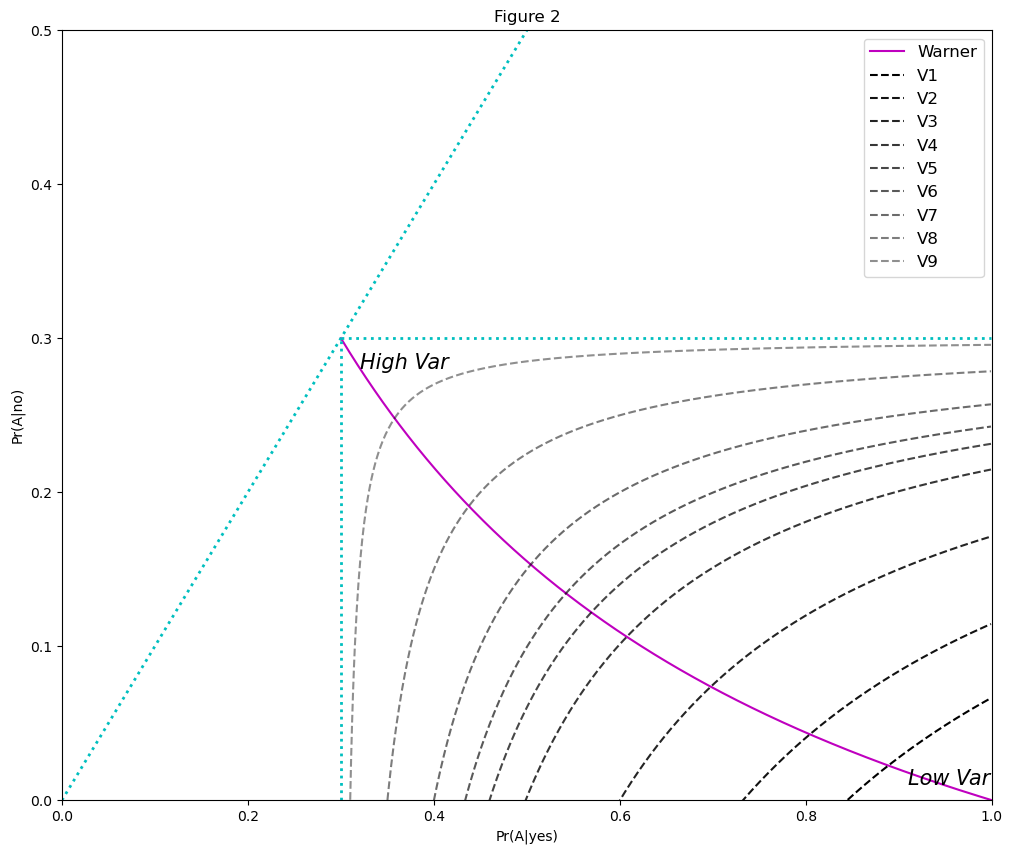 Figure 2
0.5
0.4
0.3
0.2
0.1
0.0
Pr(A|no)
Warner
V1
V2
V3
V4
V5
V6
V7
V8
V9
High Var
Low Var
0.0 0.2 0.4 0.6 0.8 1.0
Pr(A|yes)